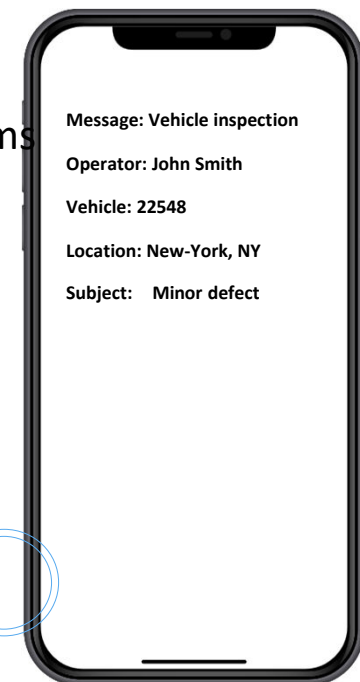 Message: Vehicle inspection
Operator: John Smith
Vehicle: 22548
Location: New-York, NY
Subject: Minor defect